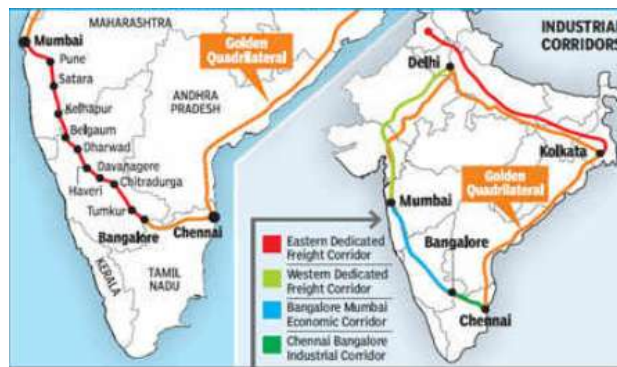 MAHARASHTRA
Mumbai
Pune
Satara
Kolhapur
Belgaum
Dharwad
Davanagere
Haveri
Chitradurga
Tumkur
Bangalore
Chennai
KERALA
TAMIL
NADU
ANDHRA
PRADESH
Golden
Quadrilateral
INDUSTRIAL
CORRIDORS
Delhi
Kolkata
Golden
Quadrilateral
Mumbai
Bangalore
Chennai
Eastern Dedicated
Freight Corridor
Western Dedicated
Freight Corridor
Bangalore Mumbai
Economic Corridor
Chennai Bangalore
Industrial Corridor